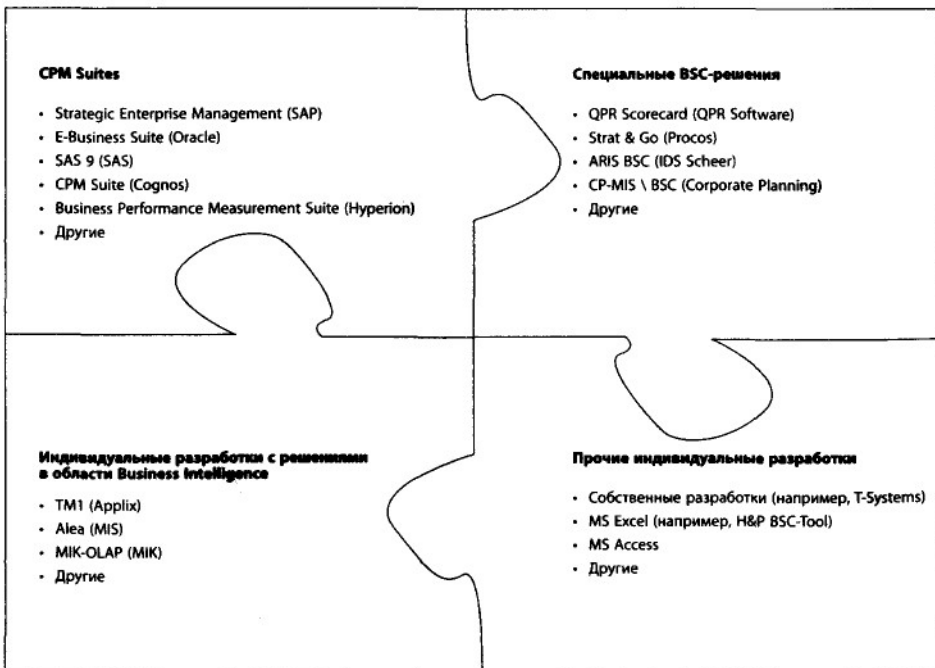 CPM Suites
• Strategic Enterprise Management (SAP)
• E-Business Suite (Oracle)
• SAS 9 (SAS)
• CPM Suite (Cognos)
• Business Performance Measurement Suite (Hyperion)
• Другие
Специальные BSC-решения
• QPR Scorecard (QPR Software)
• Strat & Go (Procos)
• ARIS BSC (IDS Scheer)
• CP-MIS \ BSC (Corporate Planning)
• Другие
Индивидуальные разработки с решениями
в области Business Intelligence
• TM1 (Applix)
• Alea (MIS)
• MIK-OLAP (MIK)
• Другие
Прочие индивидуальные разработки
• Собственные разработки (например, T-Systems)
• MS Excel (например, H&P BSC-Tool)
• MS Access
• Другие